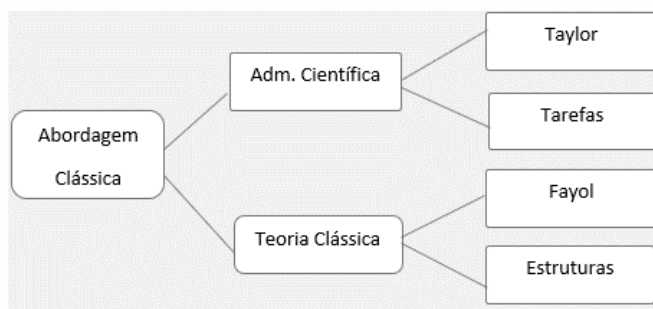 Abordagem
Clássica
Adm. Científica
Taylor
Tarefas
Teoria Clássica
Fayol
Estruturas